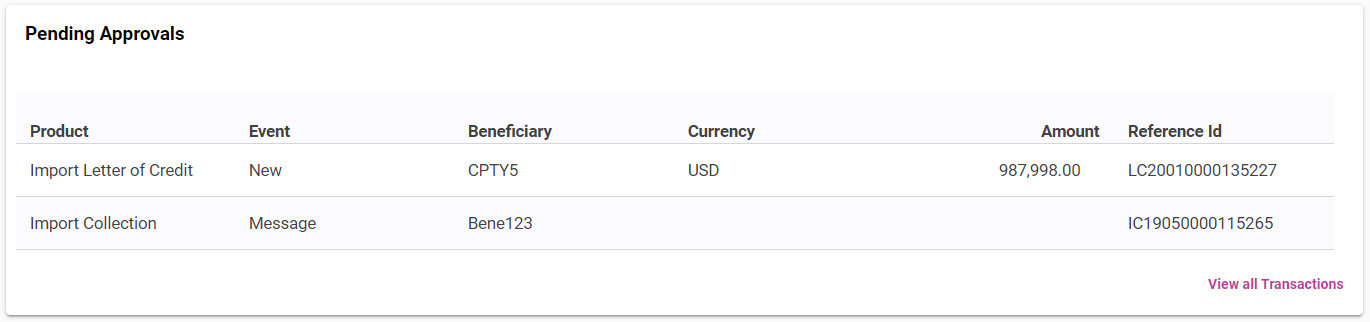 Pending Approvals
Product Event Beneficiary Currency Amount Reference Id
Import Letter of Credit New CPTY5 USD 987,998.00 LC20010000135227
Import Collection Message Bene123 IC19050000115265
View all Transactions